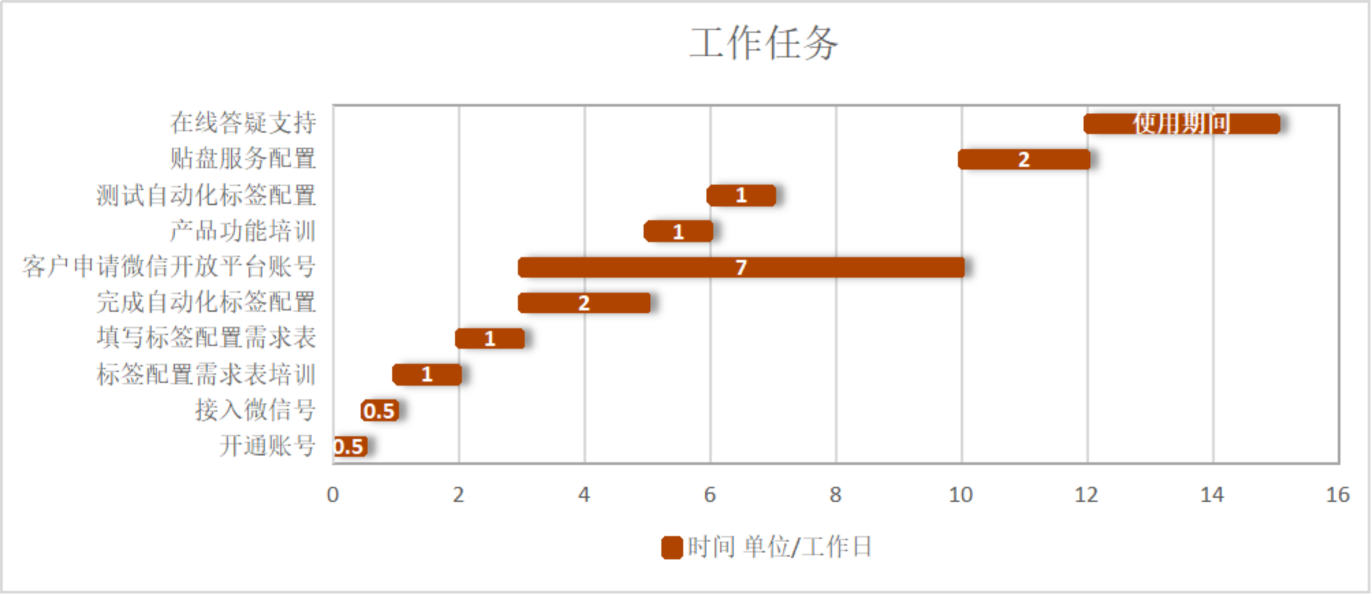 工作任务
在线答疑支持
使用期间
贴盘服务配置
2
测试自动化标签配置
1
产品功能培训
1
客户申请微信开放平台账号
7
完成自动化标签配置
2
填写标签配置需求表
1
标签配置需求表培训
1
接入微信号
0.5
开通账号
0.5
0 2 4 6 8 10 12 14 16
时间 单位/工作日